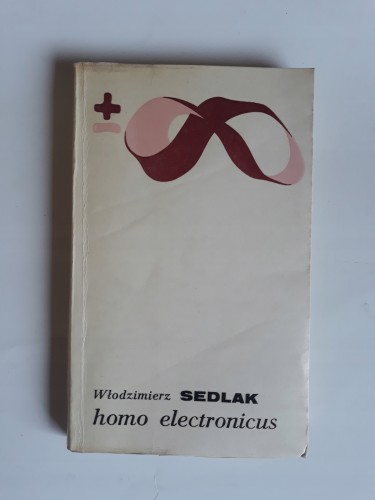 ±
Włodzimierz SEDLAK
homo electronicus